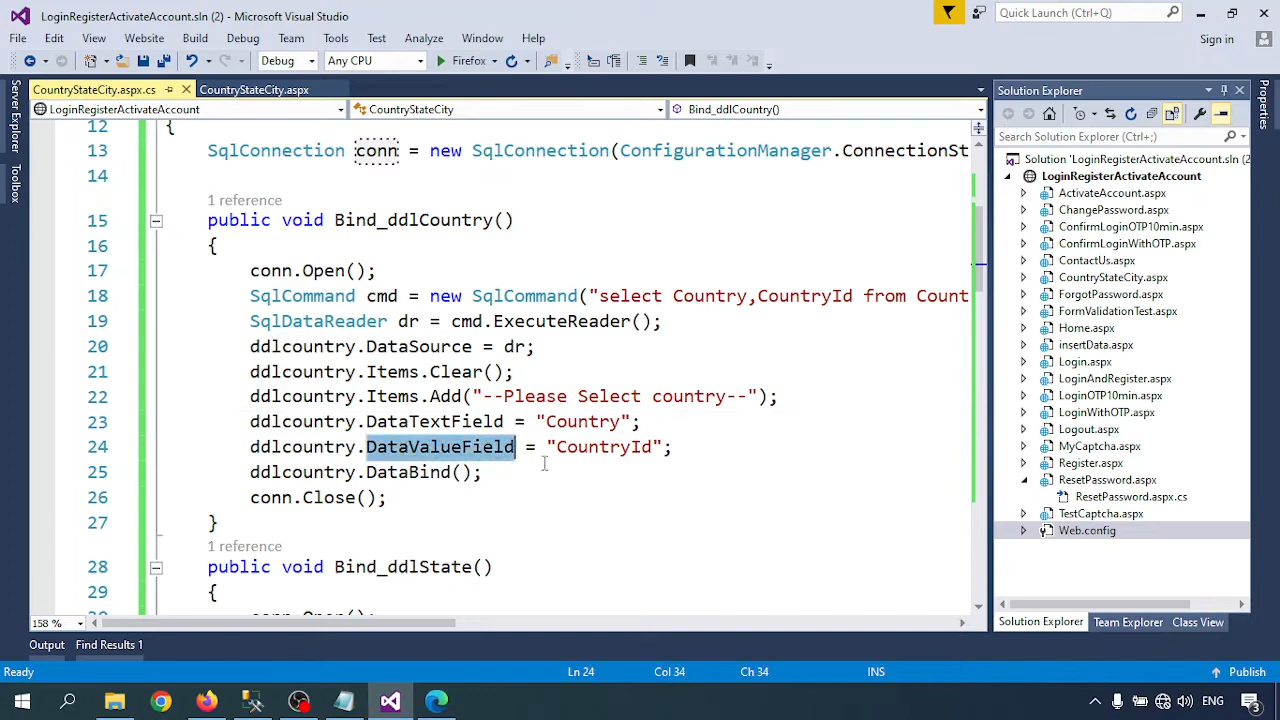 LoginRegisterActivateAccount.sln (2) - Microsoft Visual Studio
Quick Launch (Ctrl+Q)
File Edit View Website Build Debug Team Tools Test Analyze Window Help
Sign in
Debug Any CPU Firefox
Server Explorer
Toolbox
CountryStateCity.aspx.cs CountryStateCity.aspx
LoginRegisterActivateAccount CountryStateCity Bind_ddlCountry()
12 {
13 SqlConnection conn = new SqlConnection(ConfigurationManager.ConnectionSt
14
1 reference
15 public void Bind_ddlCountry()
16 {
17 conn.Open();
18 SqlCommand cmd = new SqlCommand("select Country,CountryId from Count
19 SqlDataReader dr = cmd.ExecuteReader();
20 ddlcountry.DataSource = dr;
21 ddlcountry.Items.Clear();
22 ddlcountry.Items.Add("--Please Select country--");
23 ddlcountry.DataTextField = "Country";
24 ddlcountry.DataValueField = "CountryId";
25 ddlcountry.DataBind();
26 conn.Close();
27 }
1 reference
28 public void Bind_ddlState()
29 {
158 %
Solution Explorer
Search Solution Explorer (Ctrl+;)
Solution 'LoginRegisterActivateAccount.sln (2
LoginRegisterActivateAccount
ActivateAccount.aspx
ChangePassword.aspx
ConfirmLoginOTP10min.aspx
ConfirmLoginWithOTP.aspx
ContactUs.aspx
CountryStateCity.aspx
ForgotPassword.aspx
FormValidationTest.aspx
Home.aspx
insertData.aspx
Login.aspx
LoginAndRegister.aspx
LoginOTP10min.aspx
LoginWithOTP.aspx
Logout.aspx
MyCaptcha.aspx
Register.aspx
ResetPassword.aspx
ResetPassword.aspx.cs
TestCaptcha.aspx
Web.config
Solution Explorer Team Explorer Class View
Properties
Output Find Results 1
Ready Ln 24 Col 34 Ch 34 INS Publish
ENG 3